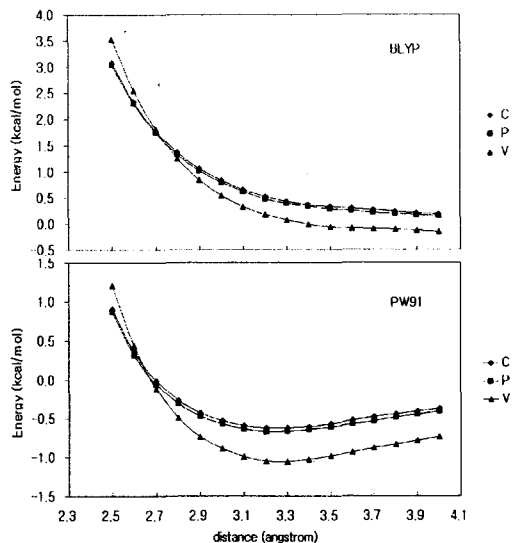 BLYP
Energy (kcal/mol)
4.0
3.5
3.0
2.5
2.0
1.5
1.0
0.5
0.0
-0.5
C
P
V
PW91
Energy (kcal/mol)
1.5
1.0
0.5
0.0
-0.5
-1.0
-1.5
C
P
V
2.3 2.5 2.7 2.9 3.1 3.3 3.5 3.7 3.9 4.1
distance (angstrom)